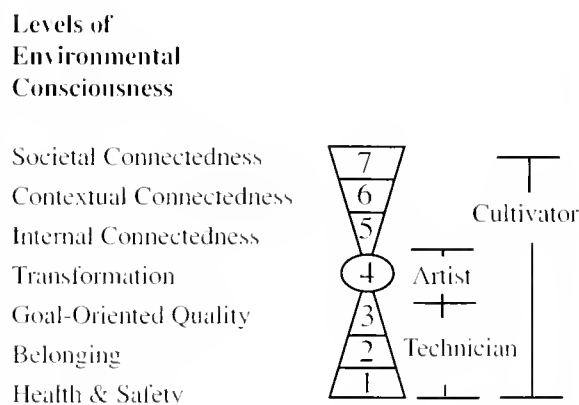 Levels of
Environmental
Consciousness
Societal Connectedness 7
Contextual Connectedness 6
Cultivator
Internal Connectedness 5
Transformation 4 Artist
Goal-Oriented Quality 3
Belonging 2 Technician
Health & Safety 1